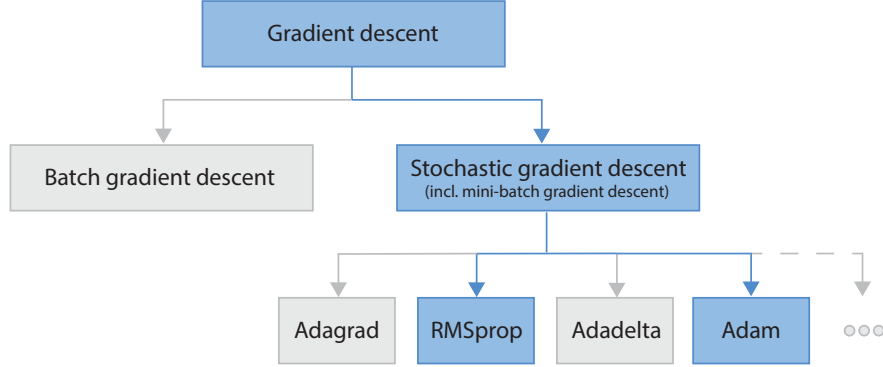 Gradient descent
Batch gradient descent
Stochastic gradient descent
(incl. mini-batch gradient descent)
Adagrad
RMSprop
Adadelta
Adam